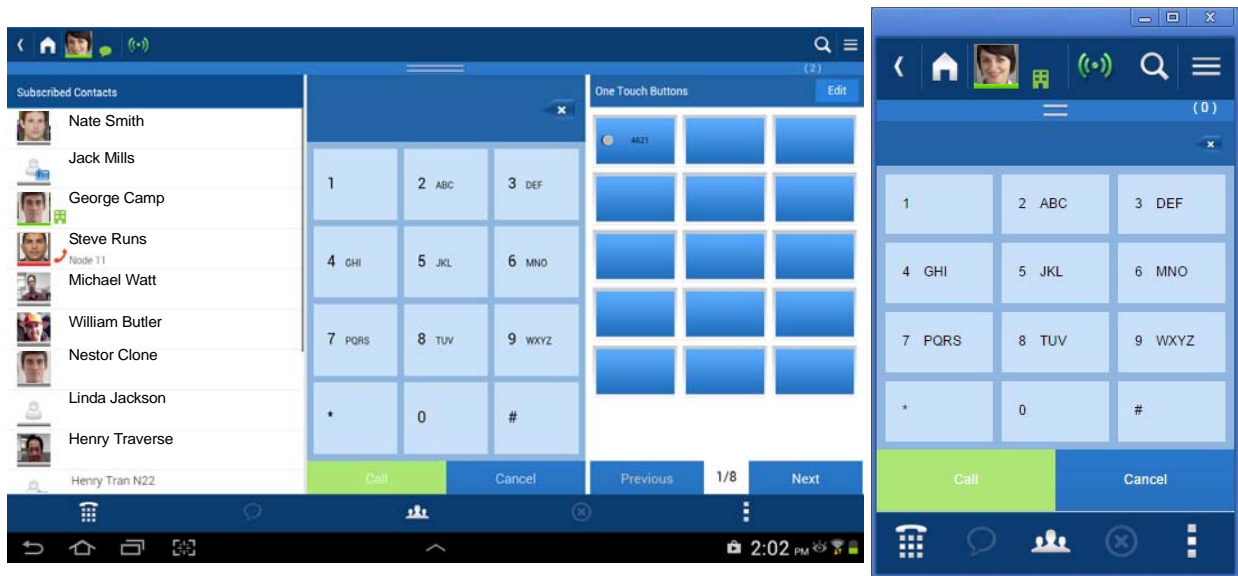 (2)
Subscribed Contacts
Nate Smith
Jack Mills
George Camp
Steve Runs
Node 11
Michael Watt
William Butler
Nestor Clone
Linda Jackson
Henry Traverse
Henry Tran N22
1 2 ABC 3 DEF
4 GHI 5 JKL 6 MNO
7 PQRS 8 TUV 9 WXYZ
* 0 #
Call Cancel
One Touch Buttons Edit
4621
Previous 1/8 Next
2:02 PM
(0)
1 2 ABC 3 DEF
4 GHI 5 JKL 6 MNO
7 PQRS 8 TUV 9 WXYZ
* 0 #
Call Cancel